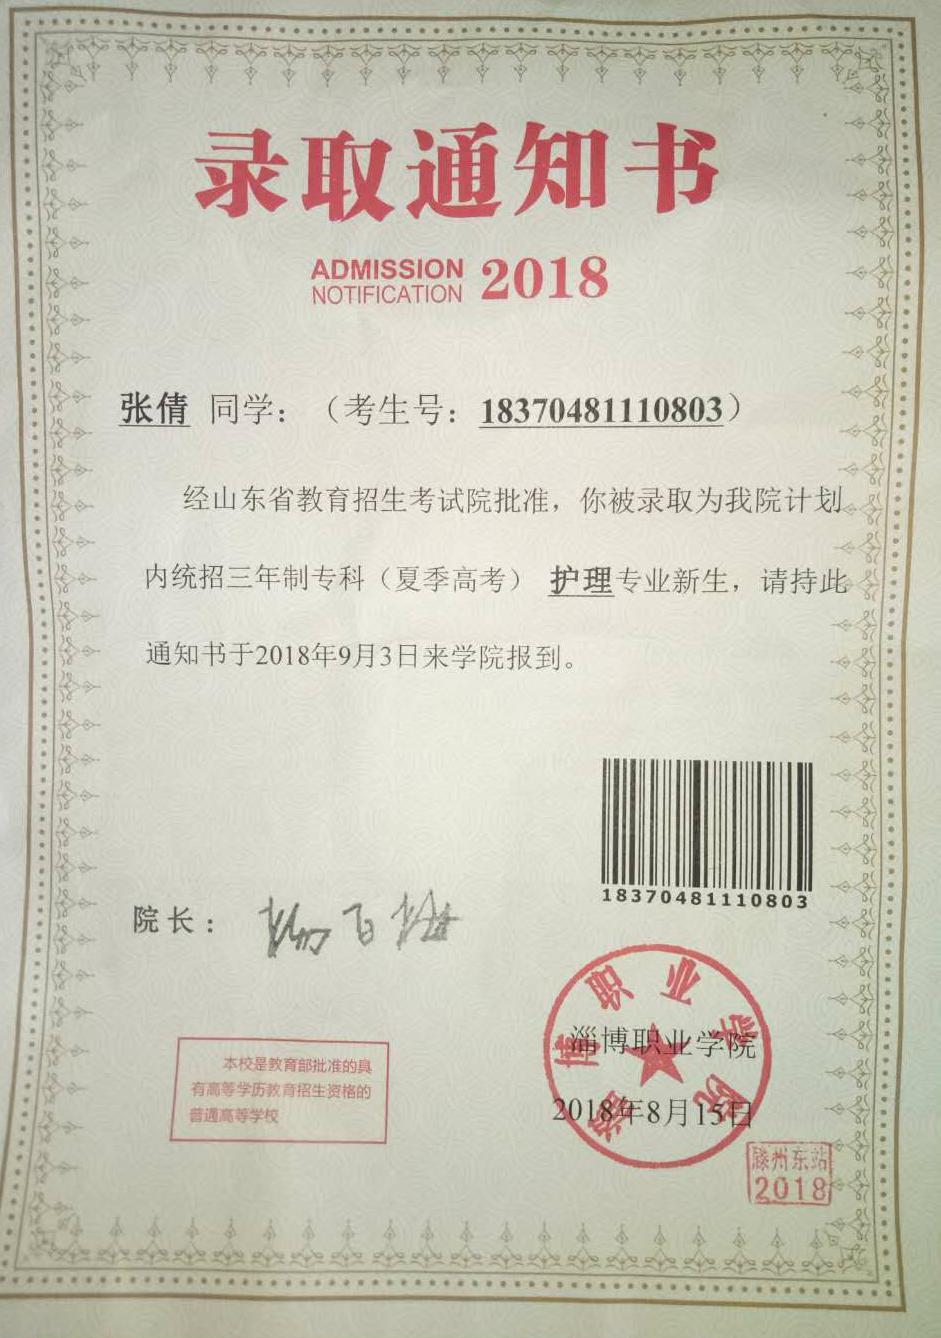 录取通知书
ADMISSION
NOTIFICATION 2018
张倩 同学：（考生号：18370481110803）
经山东省教育招生考试院批准，你被录取为我院计划
内统招三年制专科（夏季高考）护理专业新生，请持此
通知书于2018年9月3日来学院报到。
18370481110803
院长：
淄博职业学院
淄博职业学院
2018年8月15日
本校是教育部批准的具
有高等学历教育招生资格的
普通高等学校
滕州东站
2018